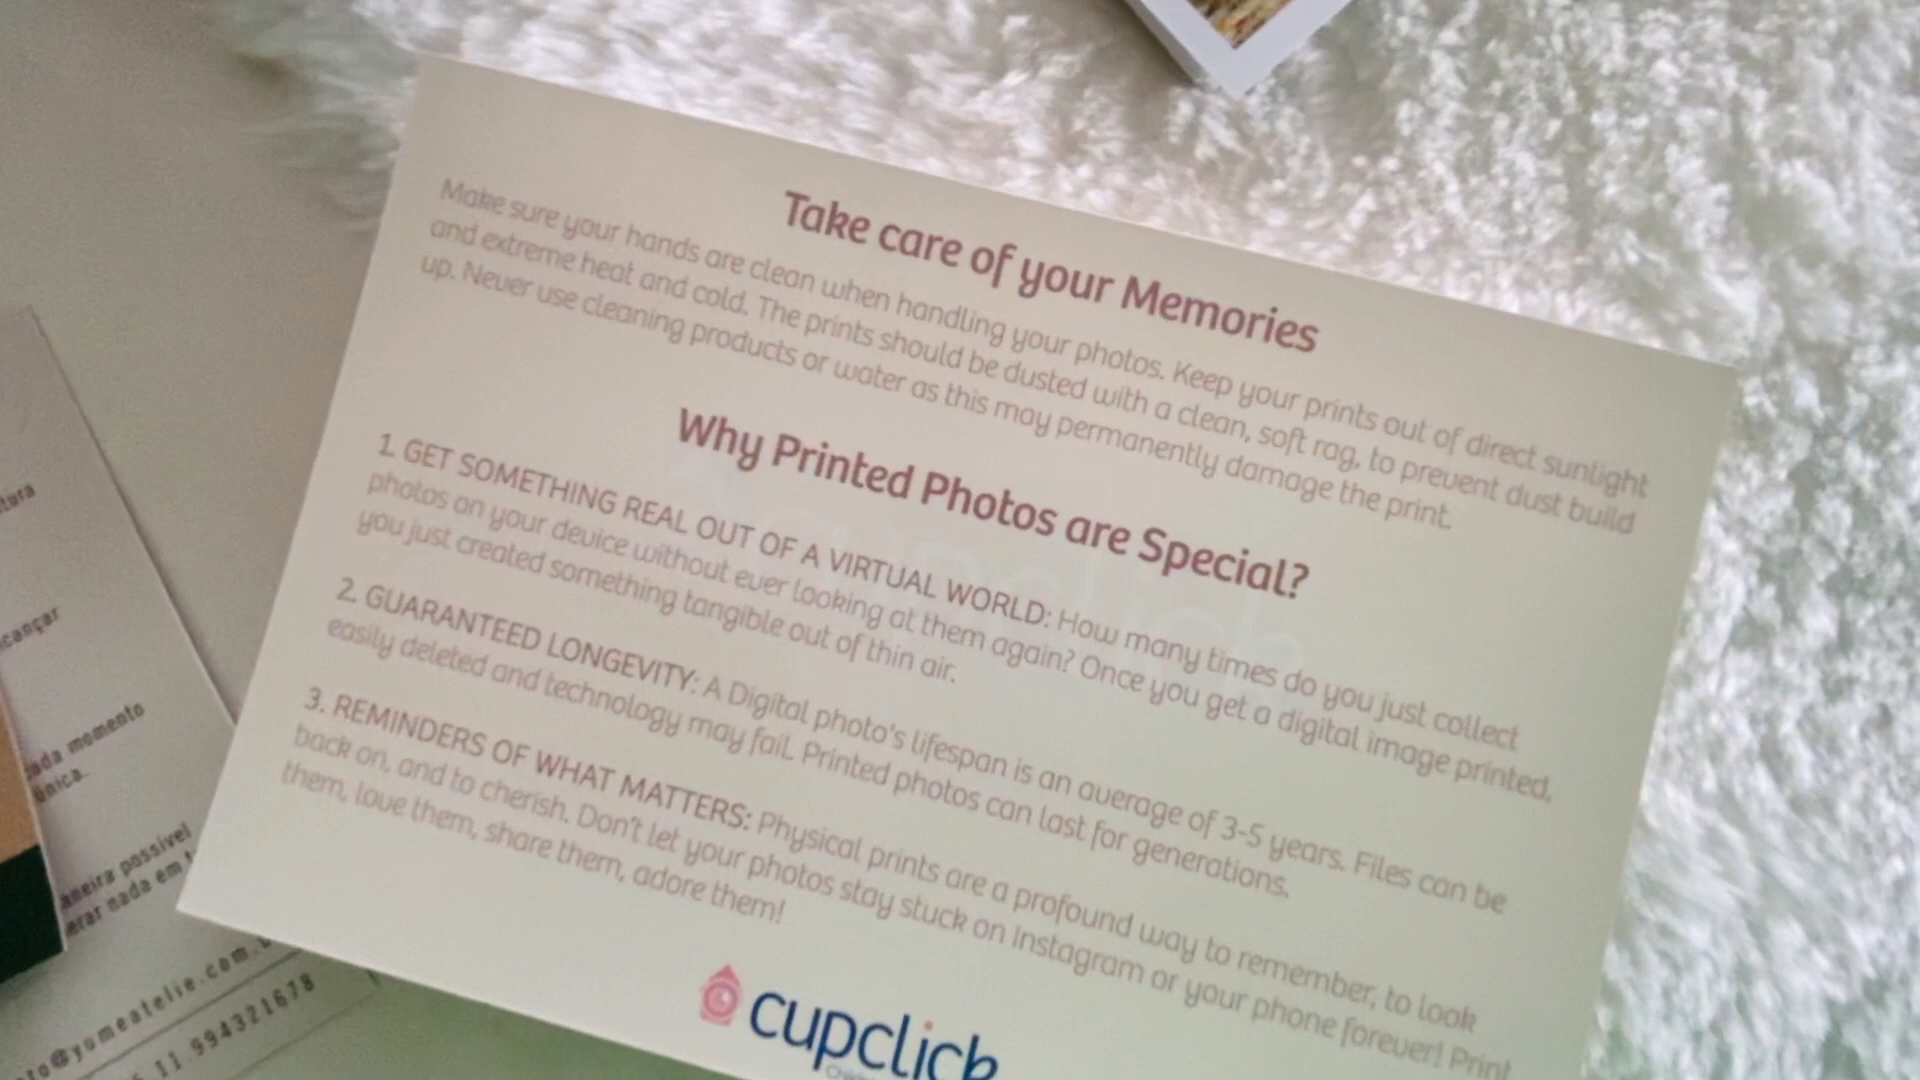 Take care of your Memories
Make sure your hands are clean when handling your photos. Keep your prints out of direct sunlight
and extreme heat and cold. The prints should be dusted with a clean, soft rag, to prevent dust build
up. Never use cleaning products or water as this may permanently damage the print.
Why Printed Photos are Special?
1. GET SOMETHING REAL OUT OF A VIRTUAL WORLD: How many times do you just collect
photos on your device without ever looking at them again? Once you get a digital image printed,
you just created something tangible out of thin air.
2. GUARANTEED LONGEVITY: A Digital photo's lifespan is an average of 3-5 years. Files can be
easily deleted and technology may fail. Printed photos can last for generations.
3. REMINDERS OF WHAT MATTERS: Physical prints are a profound way to remember, to look
back on, and to cherish. Don't let your photos stay stuck on Instagram or your phone forever! Print
them, love them, share them, adore them!
cupclick
momento
possível
nada em
yomeatelie.com.
11 994321678